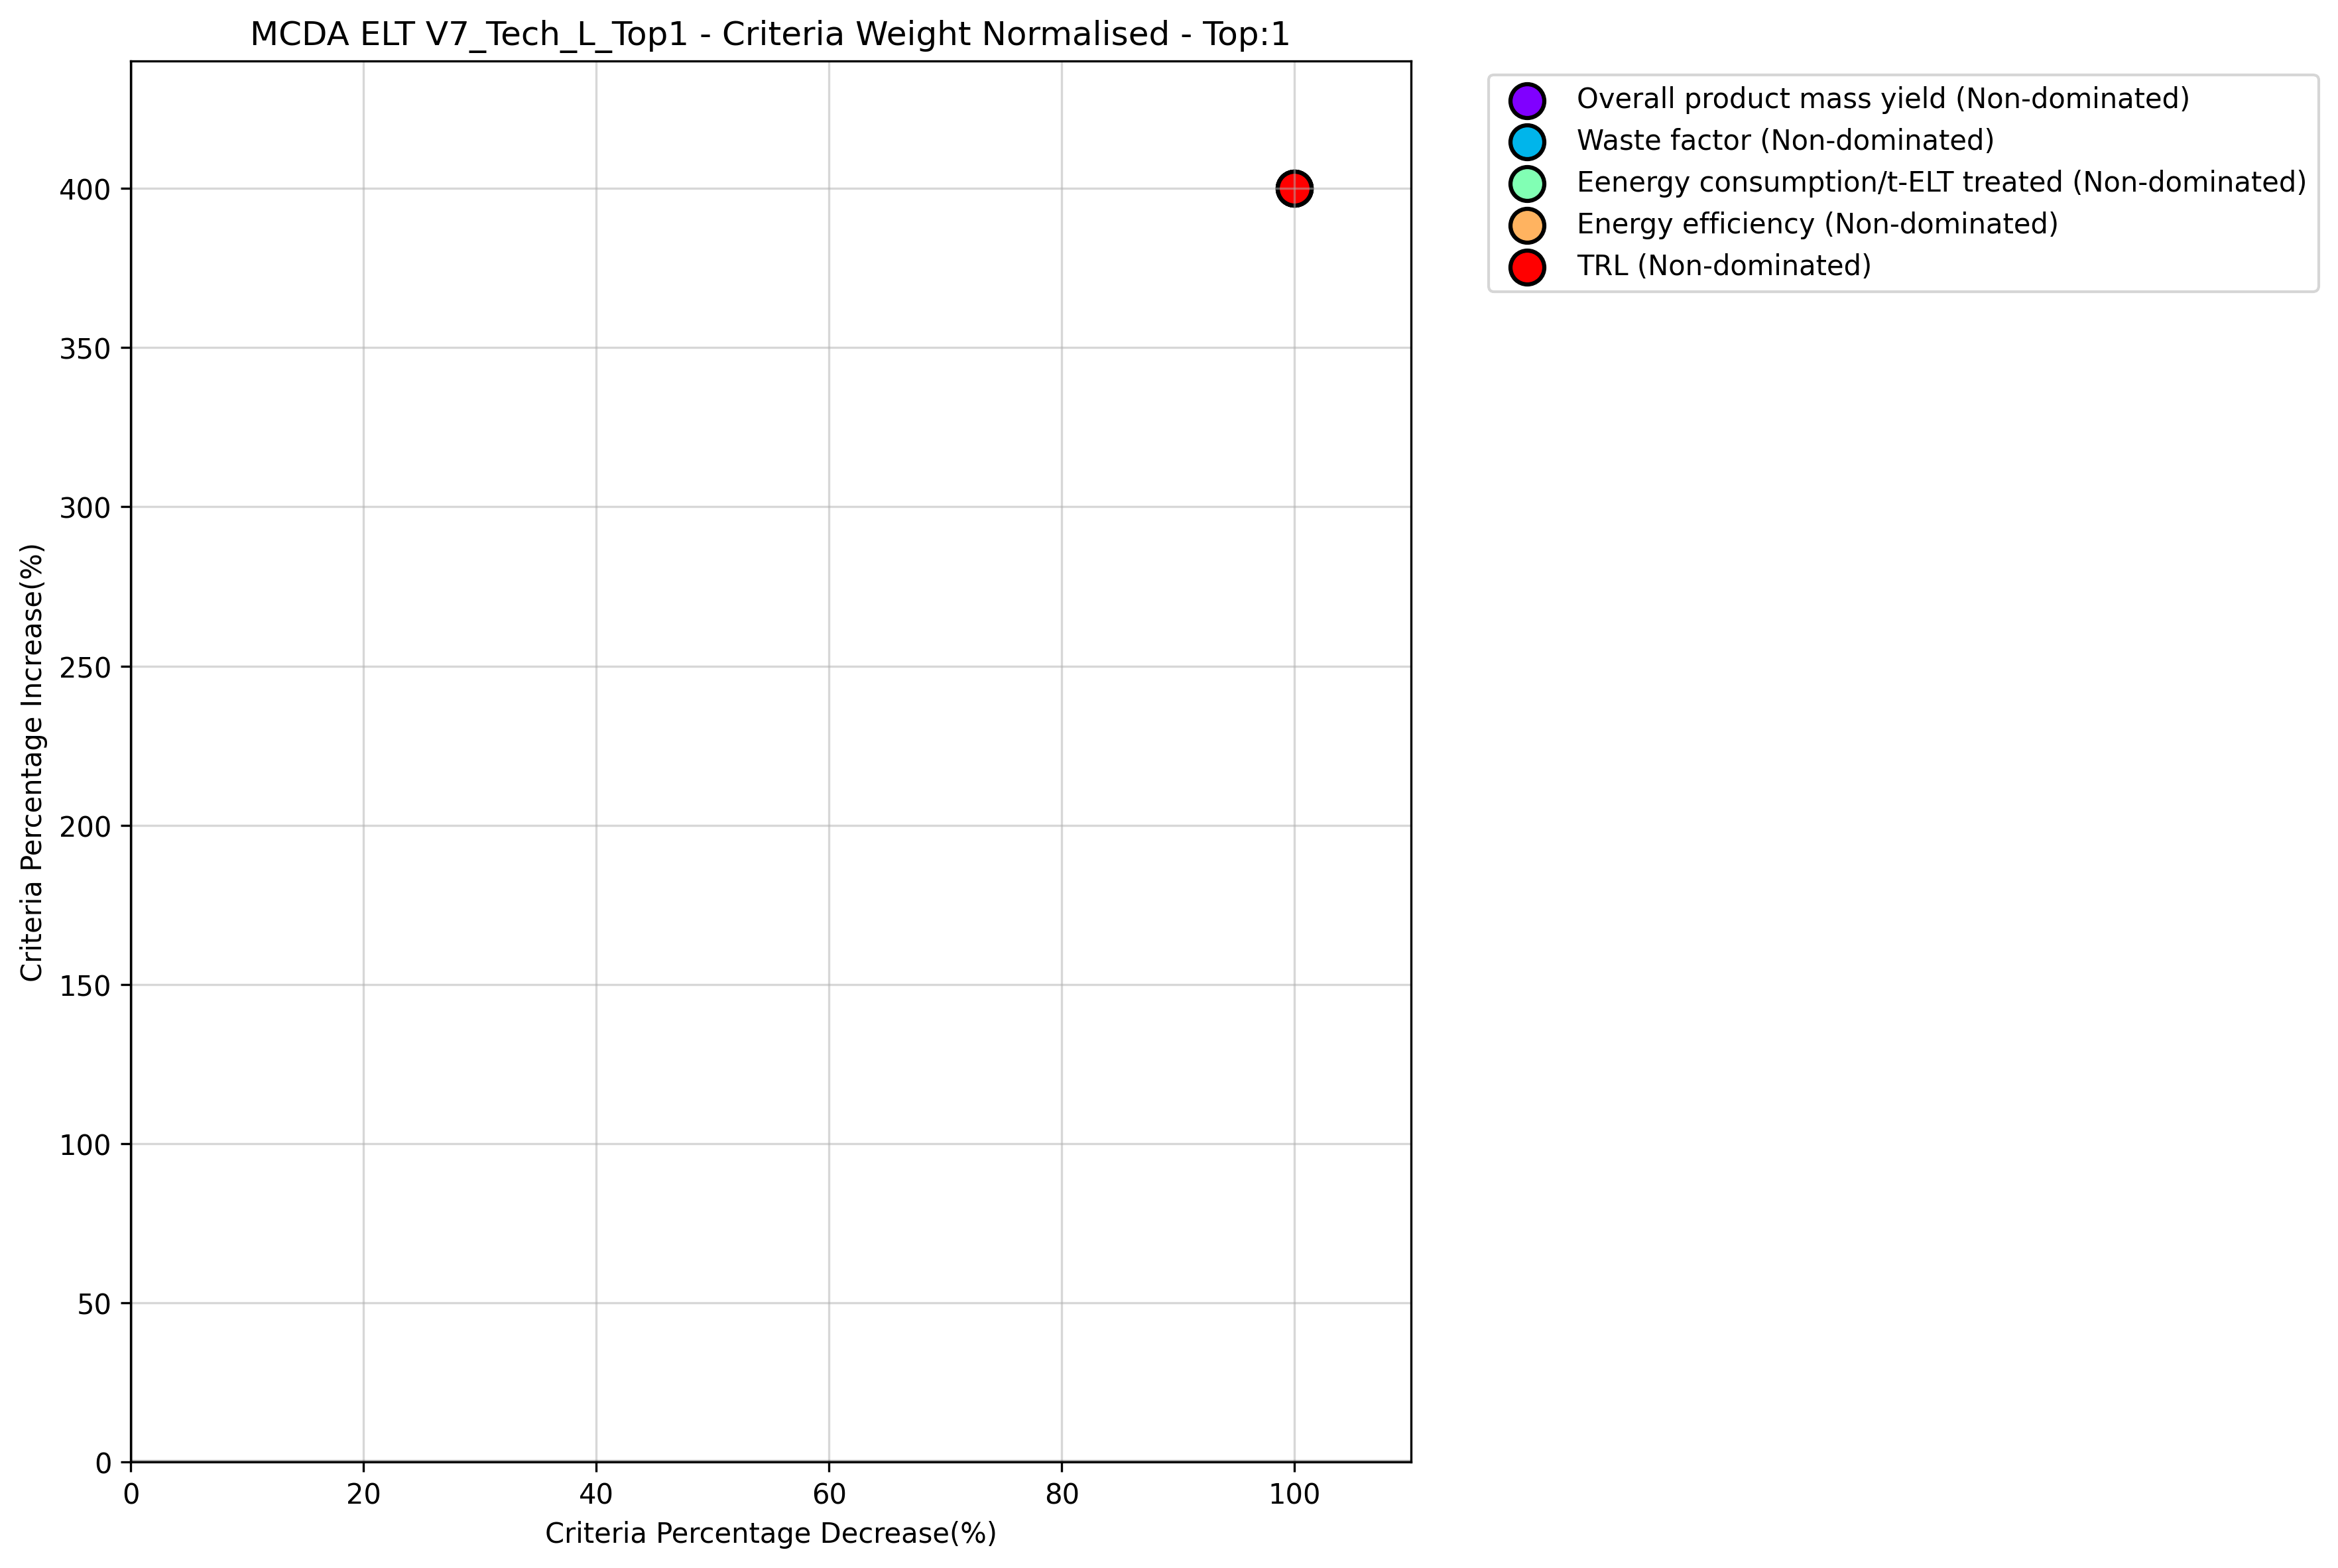 MCDA ELT V7_Tech_L_Top1 - Criteria Weight Normalised - Top:1
Overall product mass yield (Non-dominated)
Waste factor (Non-dominated)
Eenergy consumption/t-ELT treated (Non-dominated)
Energy efficiency (Non-dominated)
TRL (Non-dominated)
Criteria Percentage Increase(%)
400
350
300
250
200
150
100
50
0
0 20 40 60 80 100
Criteria Percentage Decrease(%)